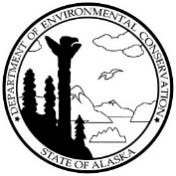 DEPARTMENT OF ENVIRONMENTAL CONSERVATION
STATE OF ALASKA